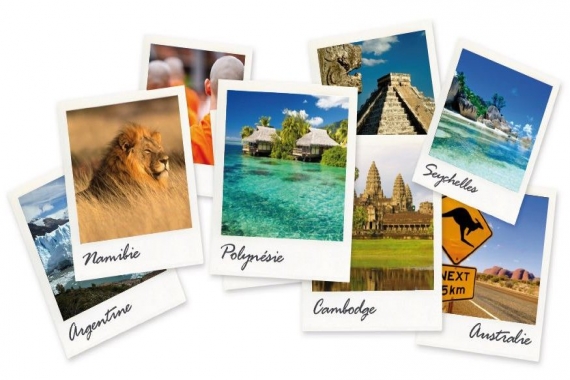 Argentine
Namibie
Polynésie
Cambodge
Seychelles
NEXT
5km
Australie